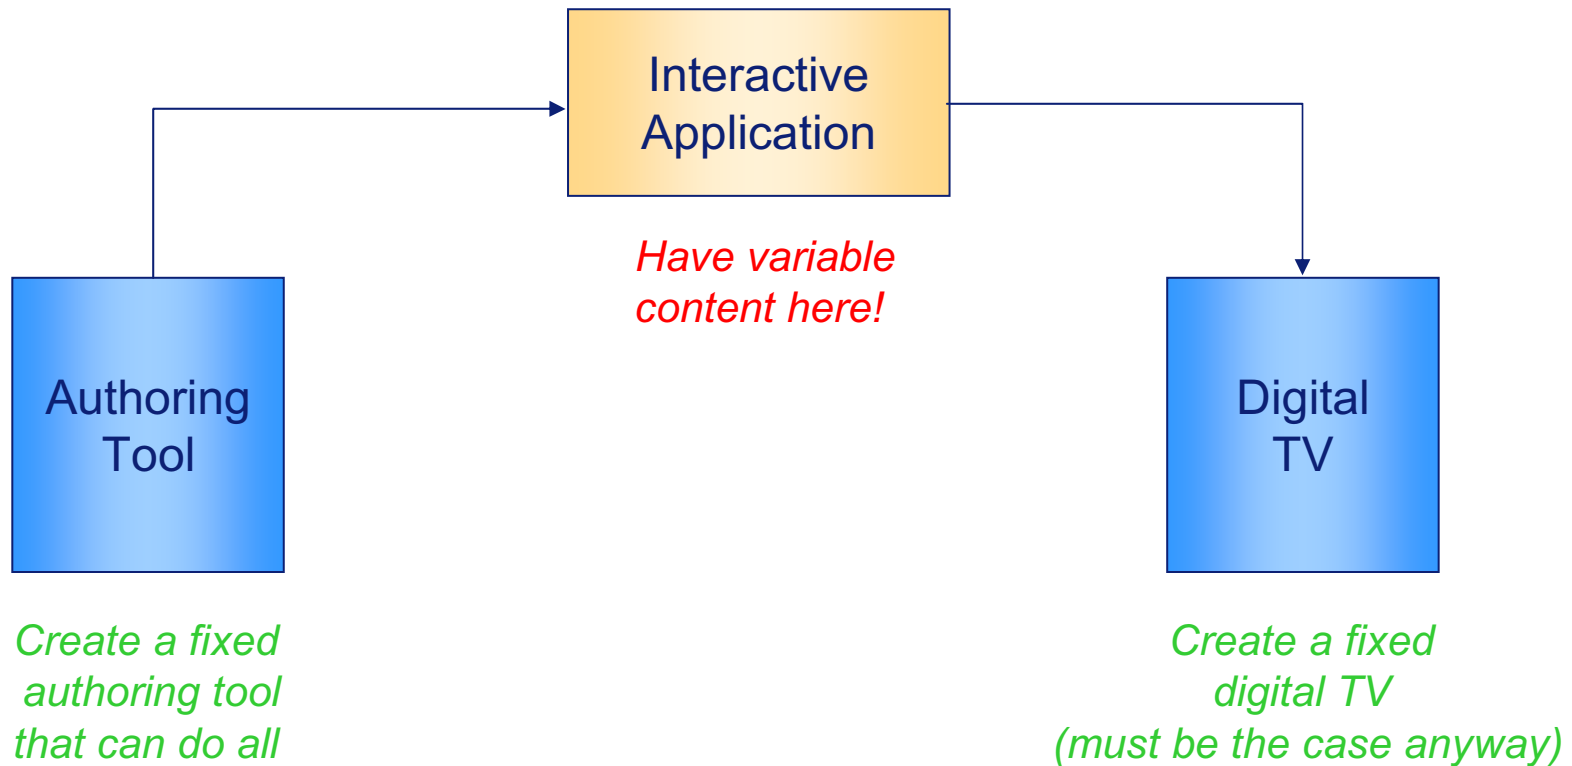 Interactive
Application
Have variable
content here!
Authoring
Tool
Digital
TV
Create a fixed
authoring tool
that can do all
Create a fixed
digital TV
(must be the case anyway)